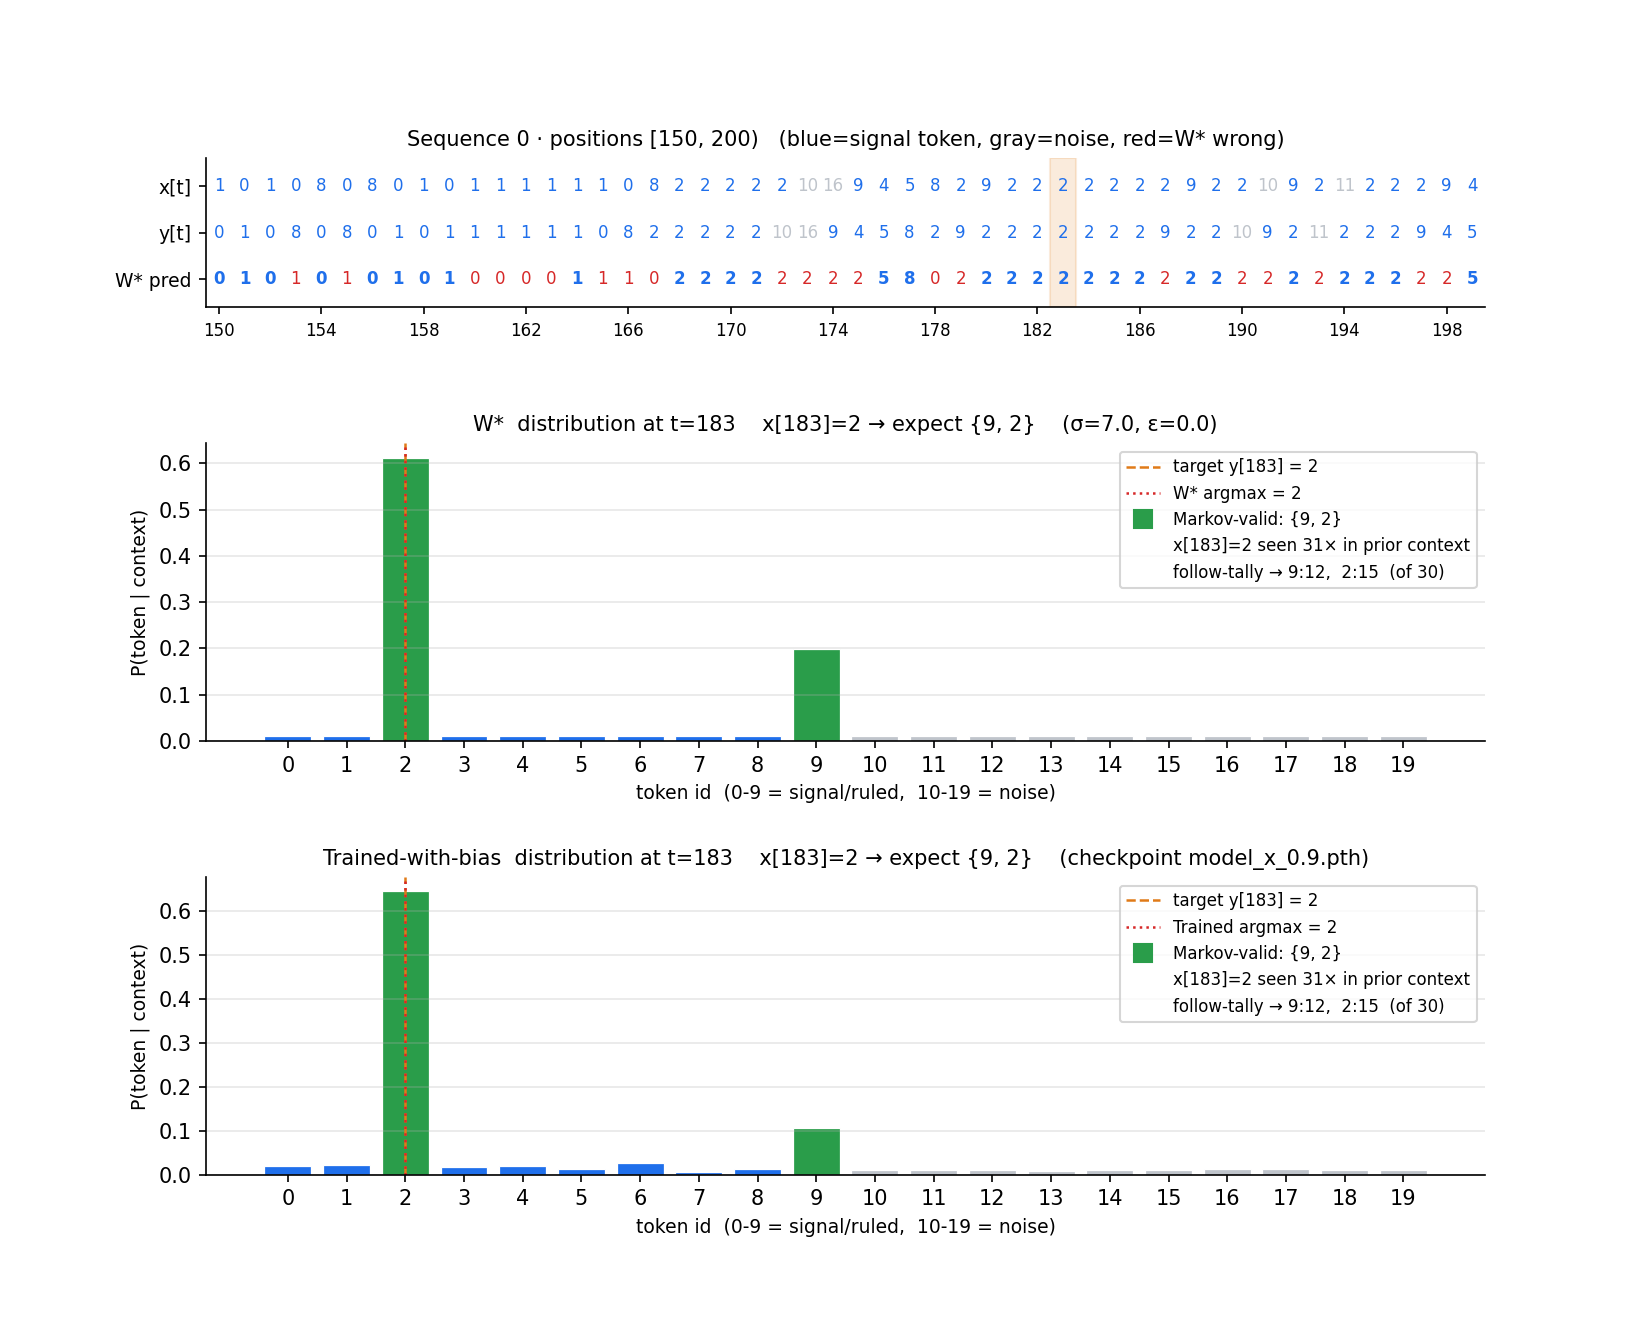 Sequence 0 · positions [150, 200)   (blue=signal token, gray=noise, red=W* wrong)
x[t] 1 0 1 0 8 0 8 0 1 0 1 1 1 1 1 1 0 8 2 2 2 2 2 10 16 9 4 5 8 2 9 2 2 2 2 2 2 2 9 2 2 10 9 2 11 2 2 2 9 4
y[t] 0 1 0 8 0 8 0 1 0 1 1 1 1 1 1 0 8 2 2 2 2 2 10 16 9 4 5 8 2 9 2 2 2 2 2 2 2 9 2 2 10 9 2 11 2 2 2 9 4 5
W* pred 0 1 0 1 0 1 0 1 0 1 0 0 0 0 1 1 1 0 2 2 2 2 2 2 2 2 5 8 0 2 2 2 2 2 2 2 2 2 2 2 2 2 2 2 2 2 2 2 2 5
150 154 158 162 166 170 174 178 182 186 190 194 198
W*  distribution at t=183    x[183]=2 → expect {9, 2}    (σ=7.0, ε=0.0)
P(token | context)
0.6
0.5
0.4
0.3
0.2
0.1
0.0
target y[183] = 2
W* argmax = 2
Markov-valid: {9, 2}
x[183]=2 seen 31× in prior context
follow-tally → 9:12,  2:15  (of 30)
0 1 2 3 4 5 6 7 8 9 10 11 12 13 14 15 16 17 18 19
token id  (0-9 = signal/ruled,  10-19 = noise)
Trained-with-bias  distribution at t=183    x[183]=2 → expect {9, 2}    (checkpoint model_x_0.9.pth)
P(token | context)
0.6
0.5
0.4
0.3
0.2
0.1
0.0
target y[183] = 2
Trained argmax = 2
Markov-valid: {9, 2}
x[183]=2 seen 31× in prior context
follow-tally → 9:12,  2:15  (of 30)
0 1 2 3 4 5 6 7 8 9 10 11 12 13 14 15 16 17 18 19
token id  (0-9 = signal/ruled,  10-19 = noise)